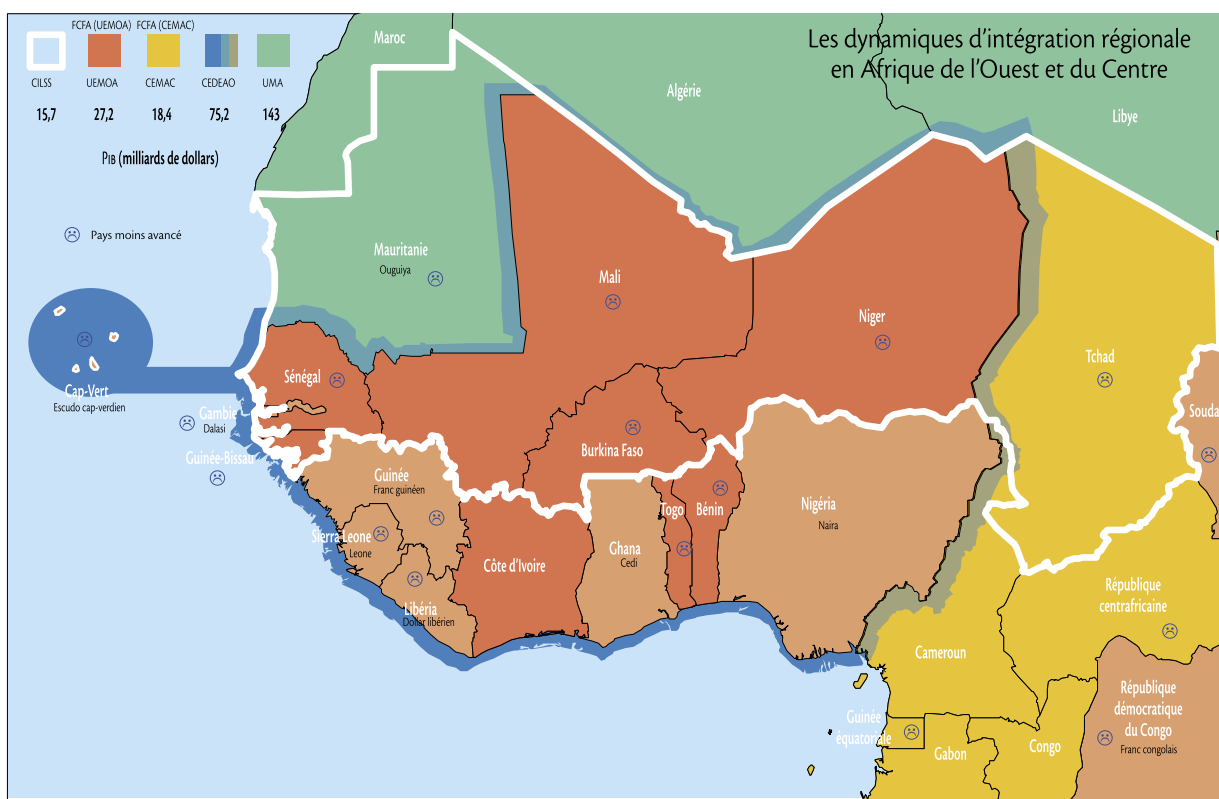 FCFA (UEMOA) FCFA (CEMAC)
CILSS UEMOA CEMAC CEDEAO UMA
15,7 27,2 18,4 75,2 143
PIB (milliards de dollars)
Pays moins avancé
Les dynamiques d'intégration régionale
en Afrique de l'Ouest et du Centre
Maroc
Algérie
Libye
Mauritanie
Ouguiya
Mali
Niger
Tchad
Cap-Vert
Escudo cap-verdien
Sénégal
Gambie
Dalasi
Guinée-Bissau
Burkina Faso
Souda
Guinée
Franc guinéen
Sierra Leone
Leone
Libéria
Dollar libérien
Côte d'Ivoire
Ghana
Cedi
Togo
Bénin
Nigéria
Naira
Cameroun
République
centrafricaine
Guinée
équatoriale
Gabon
Congo
République
démocratique
du Congo
Franc congolais